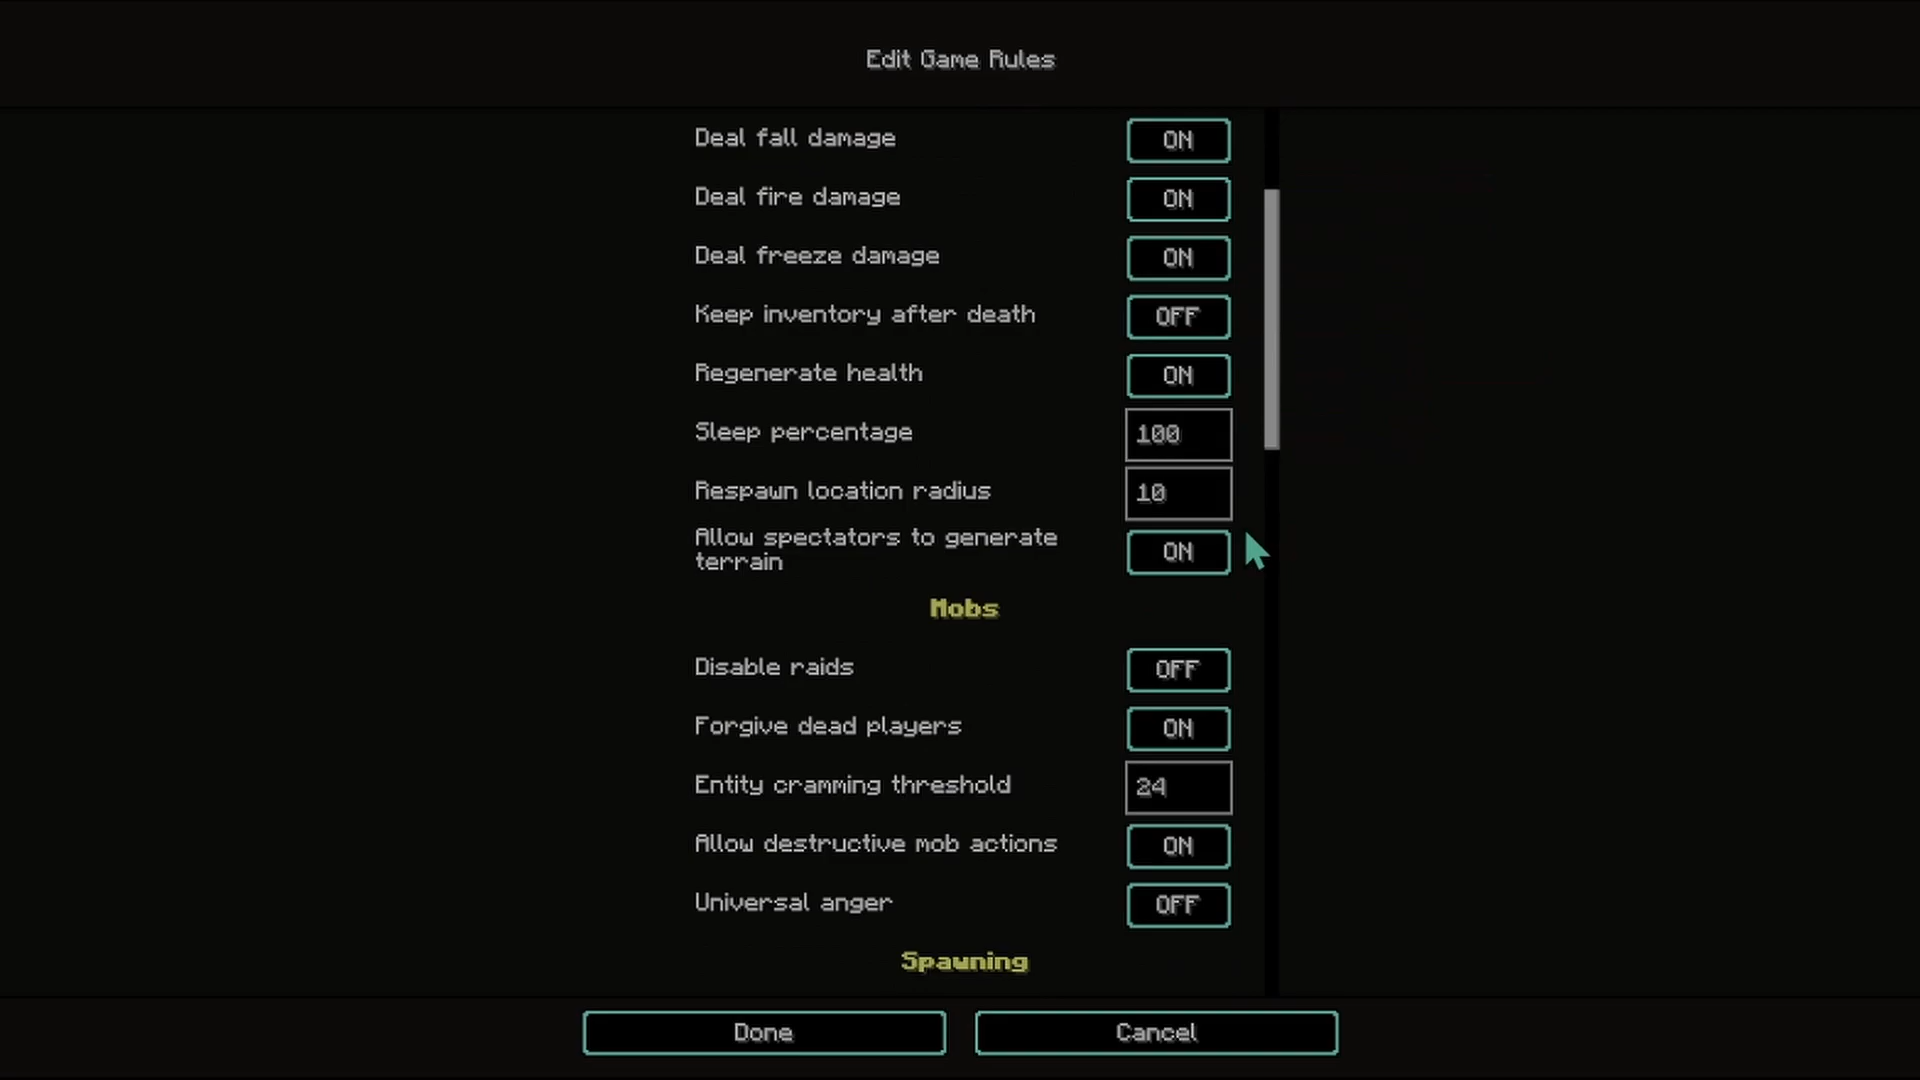 Edit Game Rules
Deal fall damage ON
Deal fire damage ON
Deal freeze damage ON
Keep inventory after death OFF
Regenerate health ON
Sleep percentage 100
Respawn location radius 10
Allow spectators to generate
terrain ON
Mobs
Disable raids OFF
Forgive dead players ON
Entity cramming threshold 24
Allow destructive mob actions ON
Universal anger OFF
Spawning
Done Cancel